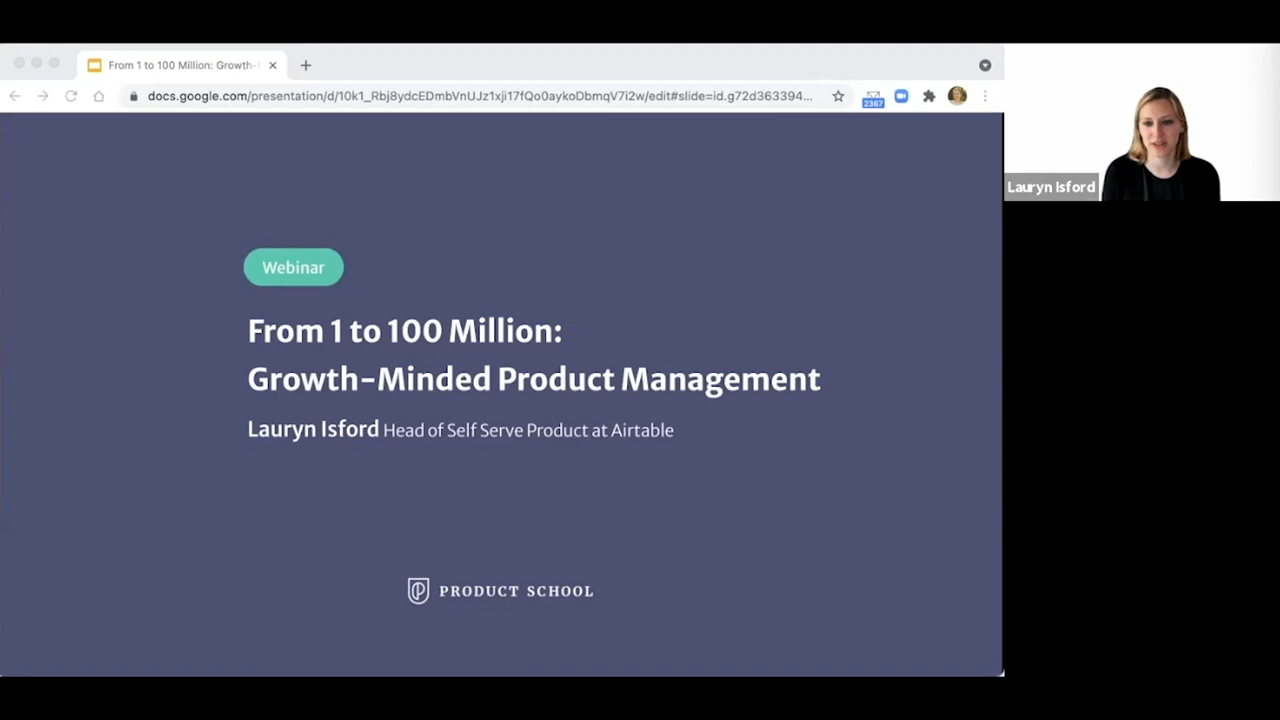 From 1 to 100 Million: Growth-
docs.google.com/presentation/d/10k1_Rbj8ydcEDmbVnUJz1xji17fQo0aykoDbmqV7i2w/edit#slide=id.g72d363394...
2367
Lauryn Isford
Webinar
From 1 to 100 Million:
Growth-Minded Product Management
Lauryn Isford Head of Self Serve Product at Airtable
PRODUCT SCHOOL